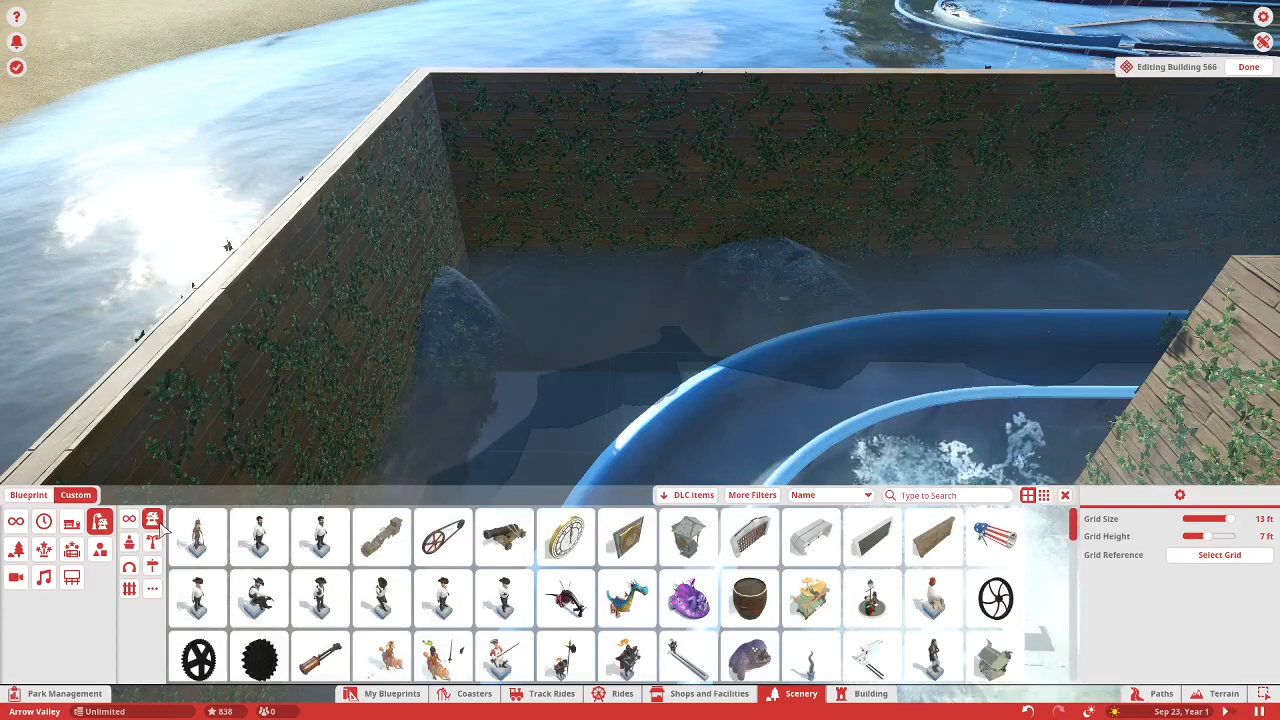 Editing Building 566 Done
Blueprint Custom DLC items More Filters Name Type to Search
Grid Size 13 ft
Grid Height 7 ft
Grid Reference Select Grid
Park Management My Blueprints Coasters Track Rides Rides Shops and Facilities Scenery Building Paths Terrain
Arrow Valley Unlimited 838 0 Sep 23, Year 1